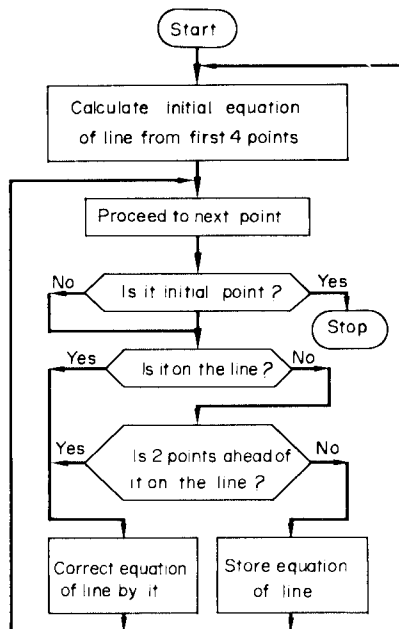 Start
Calculate initial equation
of line from first 4 points
Proceed to next point
No
Is it initial point ?
Yes
Stop
Yes
Is it on the line ?
No
Yes
Is 2 points ahead of
it on the line ?
No
Correct equation
of line by it
Store equation
of line